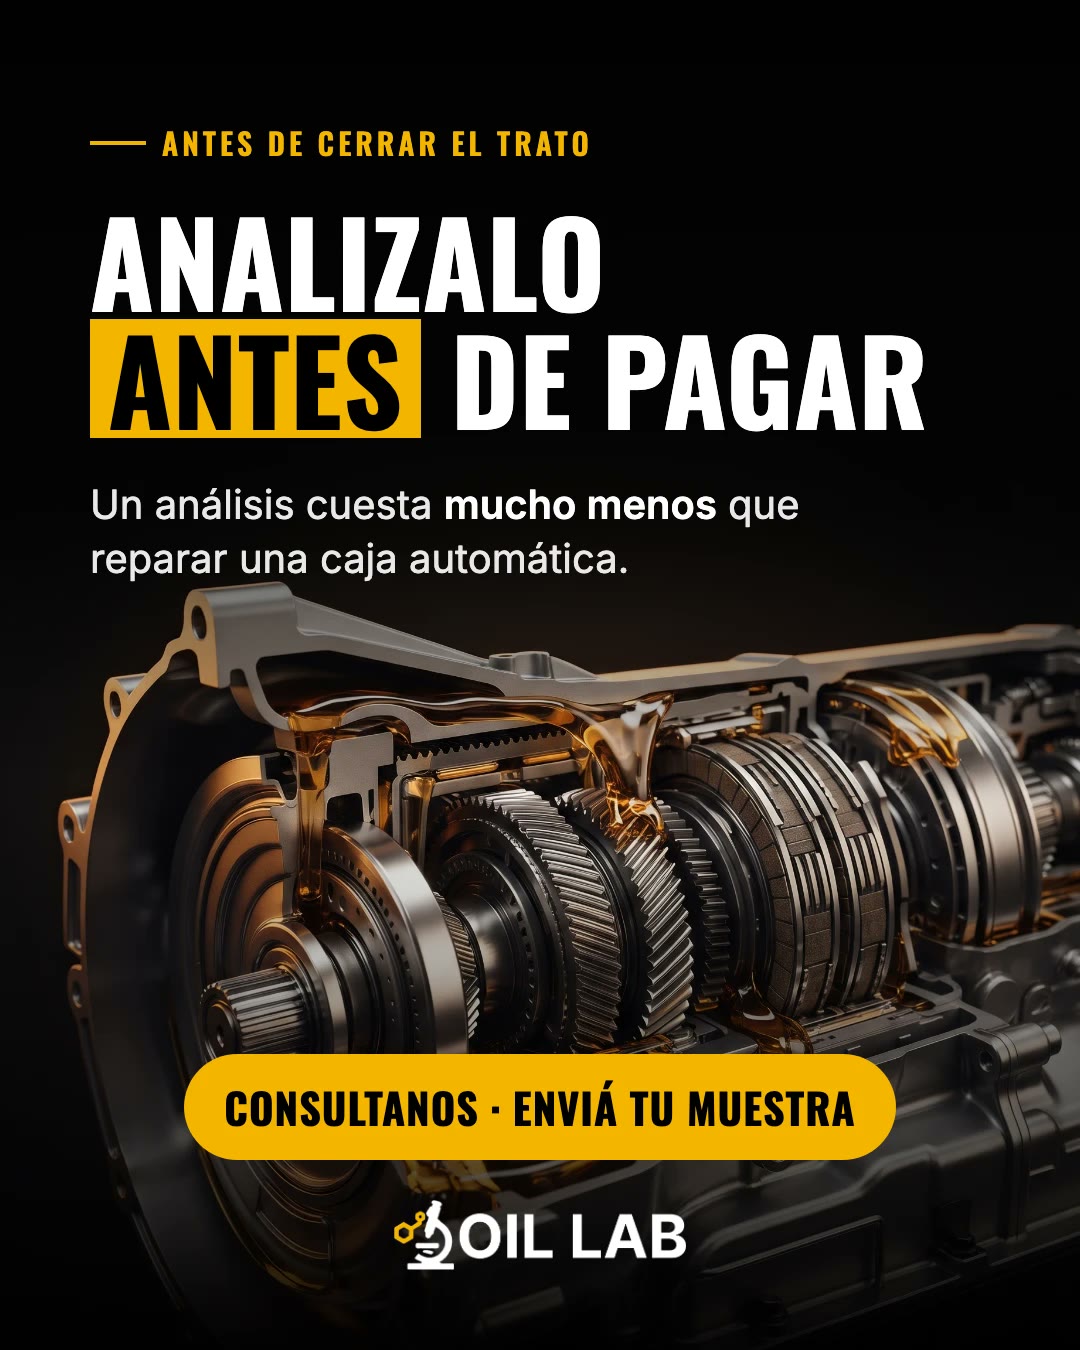 ANTES DE CERRAR EL TRATO
ANALIZALO
ANTES DE PAGAR
Un análisis cuesta mucho menos que
reparar una caja automática.
CONSULTANOS · ENVIÁ TU MUESTRA
OIL LAB